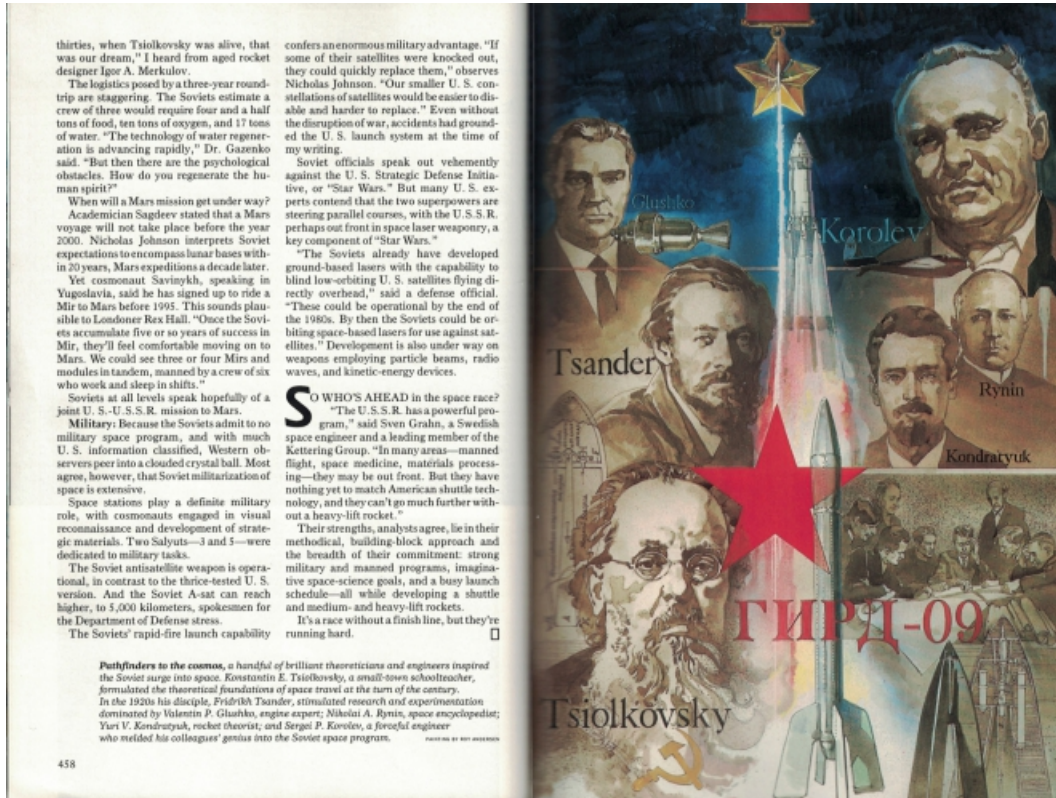 thirties, when Tsiolkovsky was alive, that
was our dream," I heard from aged rocket
designer Igor A. Merkulov.
The logistics posed by a three-year round-
trip are staggering. The Soviets estimate a
crew of three would require four and a half
tons of food, ten tons of oxygen, and 17 tons
of water. "The technology of water regener-
ation is advancing rapidly," Dr. Gazenko
said. "But then there are the psychological
obstacles. How do you regenerate the hu-
man spirit?"
When will a Mars mission get under way?
Academician Sagdeev stated that a Mars
voyage will not take place before the year
2000. Nicholas Johnson interprets Soviet
expectations to encompass lunar bases with-
in 20 years, Mars expeditions a decade later.
Yet cosmonaut Savinykh, speaking in
Yugoslavia, said he has signed up to ride a
Mir to Mars before 1995. This sounds plau-
sible to Londoner Rex Hall. "Once the Sovi-
ets accumulate five or so years of success in
Mir, they'll feel comfortable moving on to
Mars. We could see three or four Mirs and
modules in tandem, manned by a crew of six
who work and sleep in shifts."
Soviets at all levels speak hopefully of a
joint U. S.-U.S.S.R. mission to Mars.
Military: Because the Soviets admit to no
military space program, and with much
U. S. information classified, Western ob-
servers peer into a clouded crystal ball. Most
agree, however, that Soviet militarization of
space is extensive.
Space stations play a definite military
role, with cosmonauts engaged in visual
reconnaissance and development of strate-
gic materials. Two Salyuts—3 and 5—were
dedicated to military tasks.
The Soviet antisatellite weapon is opera-
tional, in contrast to the thrice-tested U. S.
version. And the Soviet A-sat can reach
higher, to 5,000 kilometers, spokesmen for
the Department of Defense stress.
The Soviets' rapid-fire launch capability
confers an enormous military advantage. "If
some of their satellites were knocked out,
they could quickly replace them," observes
Nicholas Johnson. "Our smaller U. S. con-
stellations of satellites would be easier to dis-
able and harder to replace." Even without
the disruption of war, accidents had ground-
ed the U. S. launch system at the time of
my writing.
Soviet officials speak out vehemently
against the U. S. Strategic Defense Initia-
tive, or "Star Wars." But many U. S. ex-
perts contend that the two superpowers are
steering parallel courses, with the U.S.S.R.
perhaps out front in space laser weaponry, a
key component of "Star Wars."
"The Soviets already have developed
ground-based lasers with the capability to
blind low-orbiting U. S. satellites flying di-
rectly overhead," said a defense official.
"These could be operational by the end of
the 1980s. By then the Soviets could be or-
biting space-based lasers for use against sat-
ellites." Development is also under way on
weapons employing particle beams, radio
waves, and kinetic-energy devices.
SO WHO'S AHEAD in the space race?
"The U.S.S.R. has a powerful pro-
gram," said Sven Grahn, a Swedish
space engineer and a leading member of the
Kettering Group. "In many areas—manned
flight, space medicine, materials process-
ing—they may be out front. But they have
nothing yet to match American shuttle tech-
nology, and they can't go much further with-
out a heavy-lift rocket."
Their strengths, analysts agree, lie in their
methodical, building-block approach and
the breadth of their commitment: strong
military and manned programs, imagina-
tive space-science goals, and a busy launch
schedule—all while developing a shuttle
and medium- and heavy-lift rockets.
It's a race without a finish line, but they're
running hard.
Pathfinders to the cosmos, a handful of brilliant theoreticians and engineers inspired
the Soviet surge into space. Konstantin E. Tsiolkovsky, a small-town schoolteacher,
formulated the theoretical foundations of space travel at the turn of the century.
In the 1920s his disciple, Fridrikh Tsander, stimulated research and experimentation
dominated by Valentin P. Glushko, engine expert; Nikolai A. Rynin, space encyclopedist;
Yuri V. Kondratyuk, rocket theorist; and Sergei P. Korolev, a forceful engineer
who melded his colleagues' genius into the Soviet space program.
PAINTING BY ROY ANDERSEN
458
Glushko
Korolev
Tsander
Rynin
Kondratyuk
ГИРД-09
Tsiolkovsky